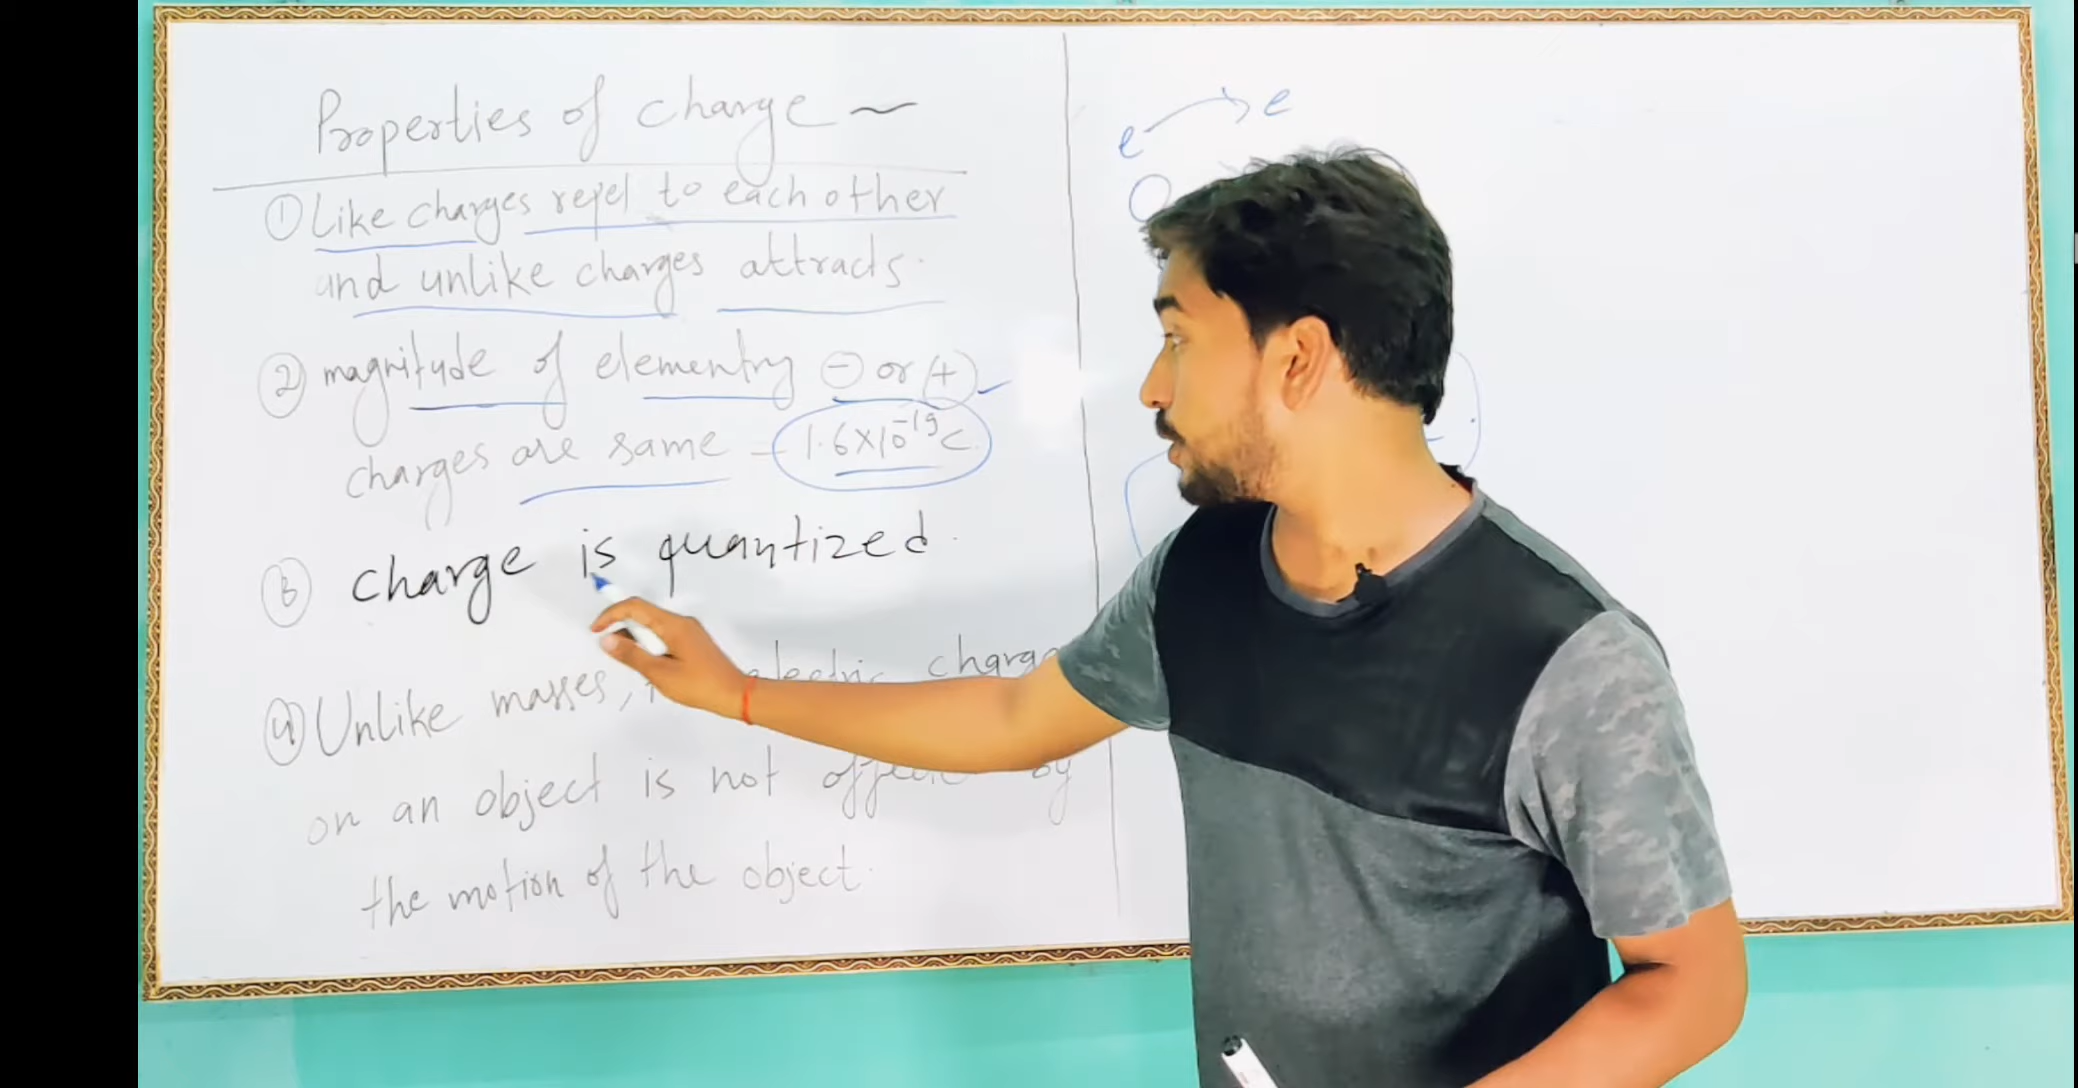 Properties of charge ~
① Like charges repel to each other
and unlike charges attracts.
② magnitude of elementry ⊖ or ⊕
charges are same – 1.6×10⁻¹⁹C
③ Charge is quantized.
④ Unlike masses, electric charge
on an object is not by
the motion of the object.
e → e